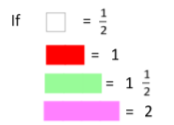 If = 1/2
= 1
= 1 1/2
= 2